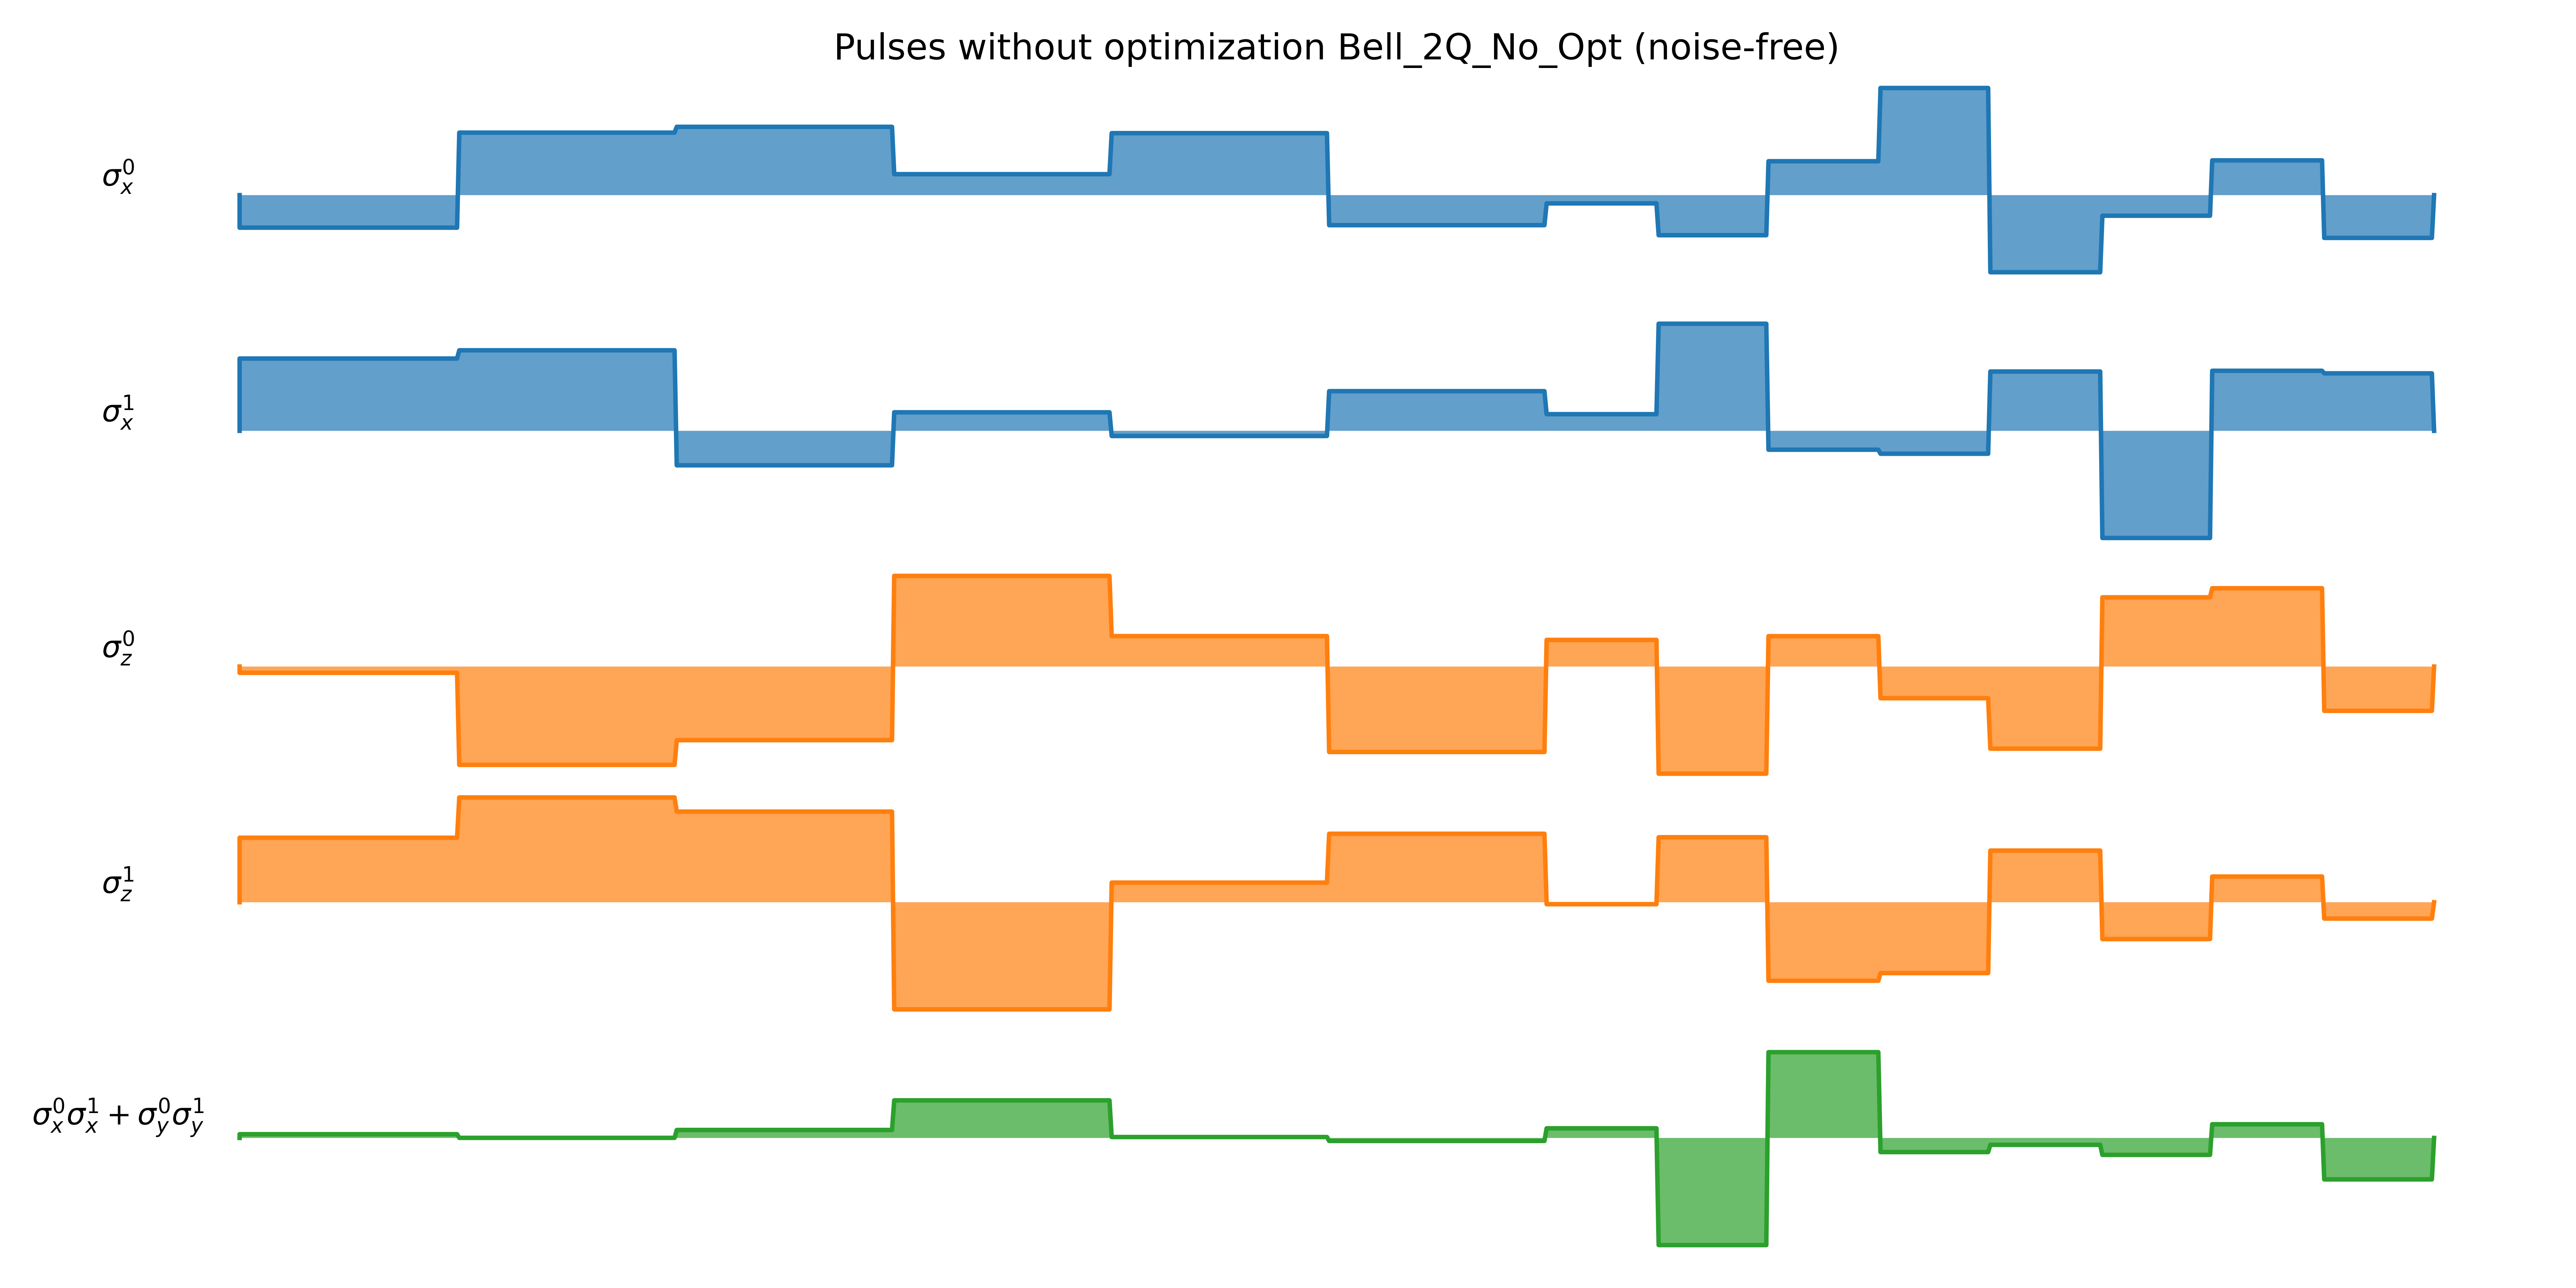 Pulses without optimization Bell_2Q_No_Opt (noise-free)
σ_x^0
σ_x^1
σ_z^0
σ_z^1
σ_x^0σ_x^1 + σ_y^0σ_y^1